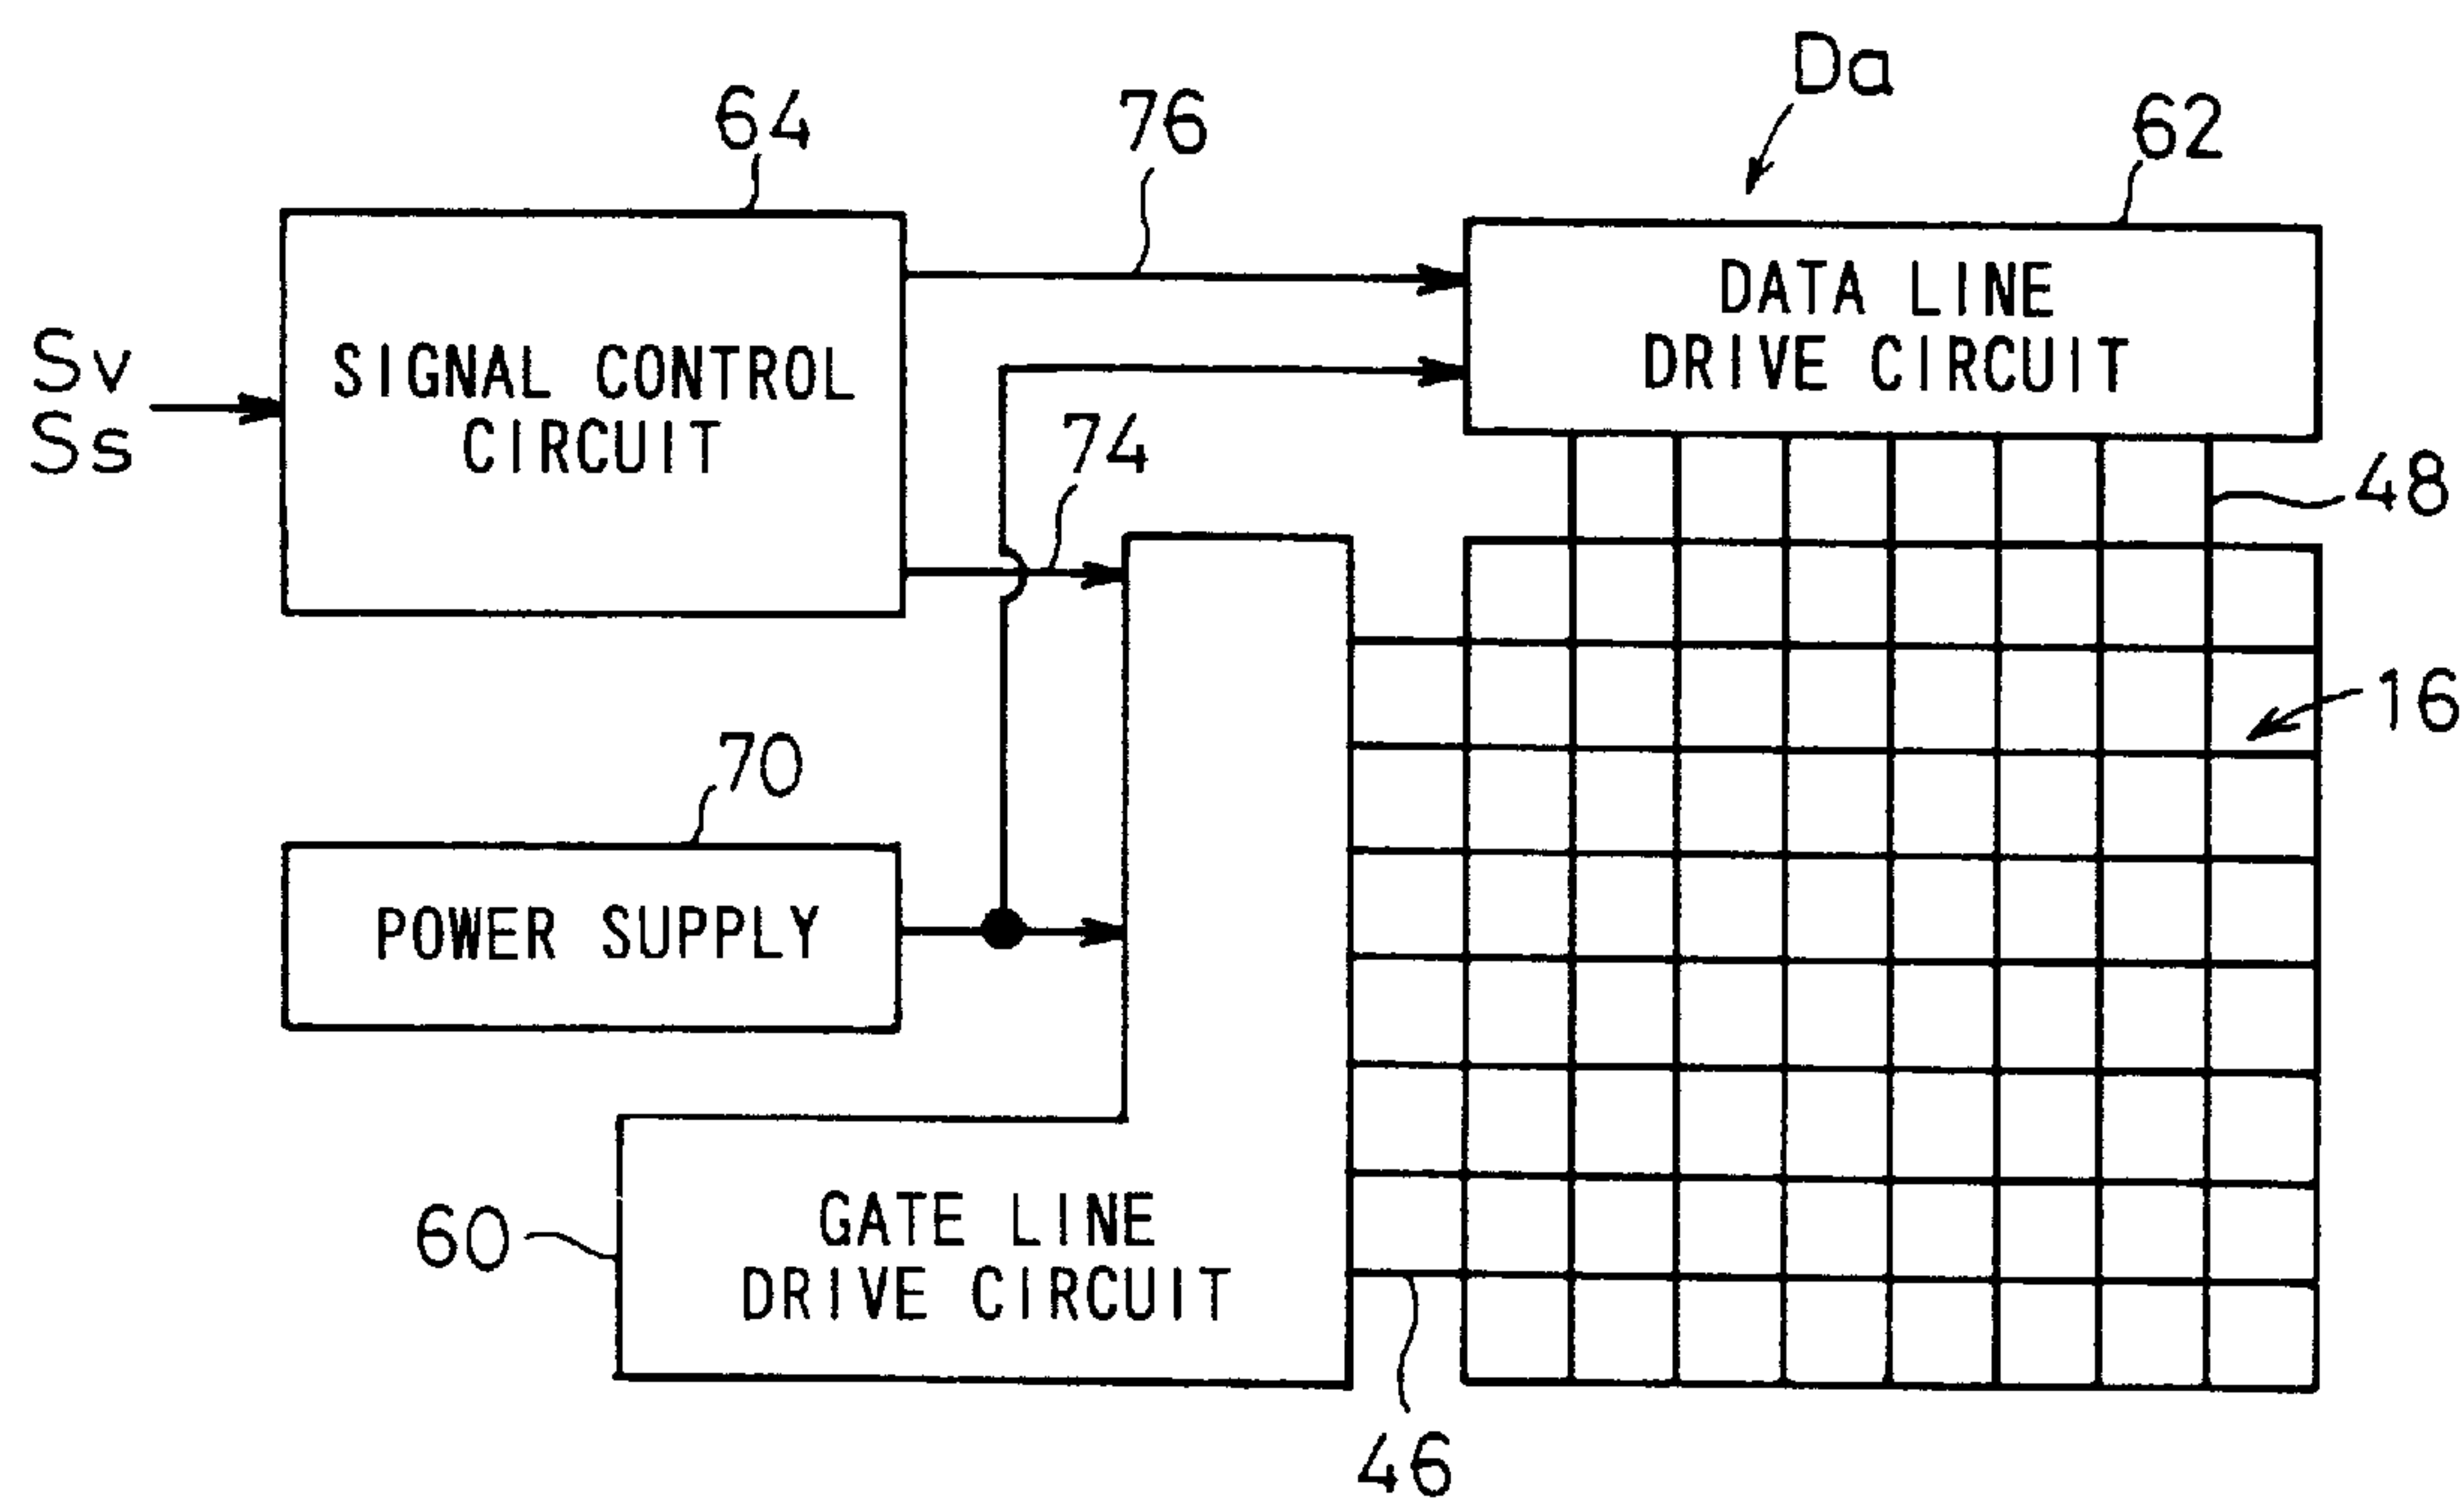 Da
64
76
62
Sv
Ss
SIGNAL CONTROL
CIRCUIT
DATA LINE
DRIVE CIRCUIT
74
48
16
70
POWER SUPPLY
60
GATE LINE
DRIVE CIRCUIT
46